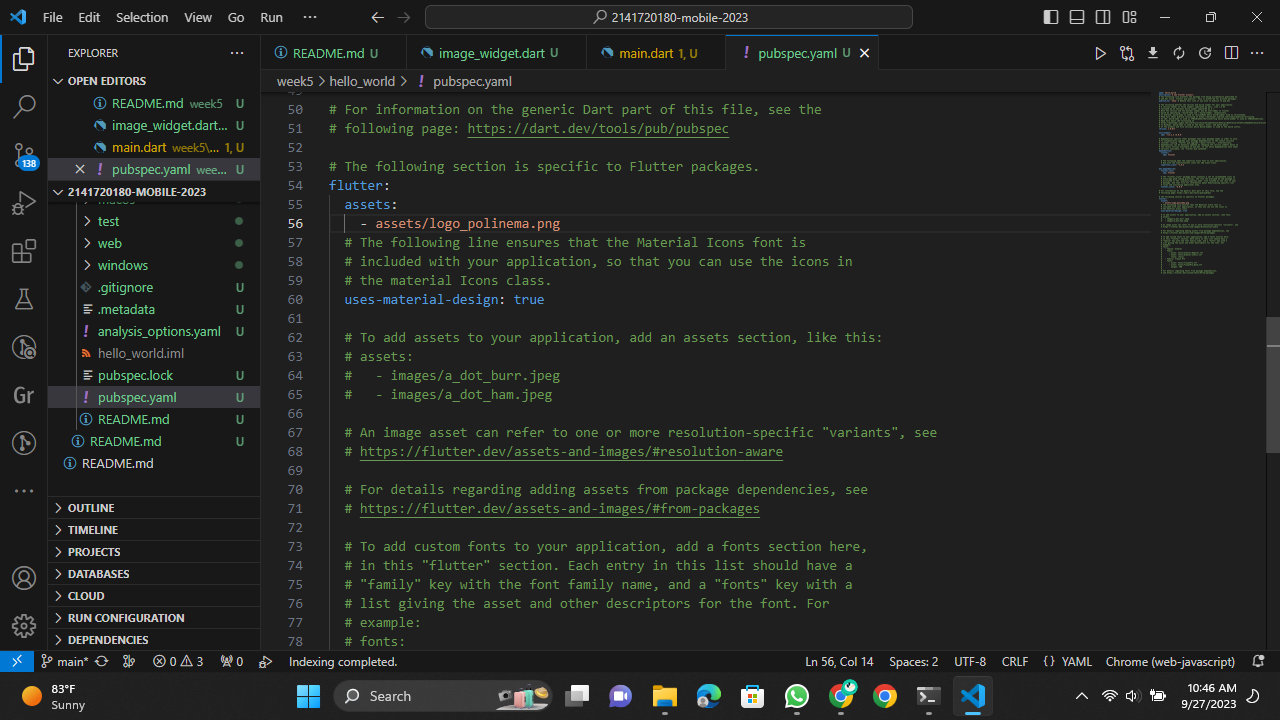 File Edit Selection View Go Run ···
2141720180-mobile-2023
EXPLORER
OPEN EDITORS
README.md week5 U
image_widget.dart... U
main.dart week5\... 1, U
pubspec.yaml wee... U
2141720180-MOBILE-2023
test
web
windows
.gitignore U
.metadata U
analysis_options.yaml U
hello_world.iml
pubspec.lock U
pubspec.yaml U
README.md U
README.md U
README.md
OUTLINE
TIMELINE
PROJECTS
DATABASES
CLOUD
RUN CONFIGURATION
DEPENDENCIES
138
Gr
README.md U
image_widget.dart U
main.dart 1, U
pubspec.yaml U
week5 > hello_world > ! pubspec.yaml
50 # For information on the generic Dart part of this file, see the
51 # following page: https://dart.dev/tools/pub/pubspec
52
53 # The following section is specific to Flutter packages.
54 flutter:
55 assets:
56 - assets/logo_polinema.png
57 # The following line ensures that the Material Icons font is
58 # included with your application, so that you can use the icons in
59 # the material Icons class.
60 uses-material-design: true
61
62 # To add assets to your application, add an assets section, like this:
63 # assets:
64 # - images/a_dot_burr.jpeg
65 # - images/a_dot_ham.jpeg
66
67 # An image asset can refer to one or more resolution-specific "variants", see
68 # https://flutter.dev/assets-and-images/#resolution-aware
69
70 # For details regarding adding assets from package dependencies, see
71 # https://flutter.dev/assets-and-images/#from-packages
72
73 # To add custom fonts to your application, add a fonts section here,
74 # in this "flutter" section. Each entry in this list should have a
75 # "family" key with the font family name, and a "fonts" key with a
76 # list giving the asset and other descriptors for the font. For
77 # example:
78 # fonts:
main* 0 3 0 Indexing completed. Ln 56, Col 14 Spaces: 2 UTF-8 CRLF {} YAML Chrome (web-javascript)
83°F
Sunny
Search
10:46 AM
9/27/2023